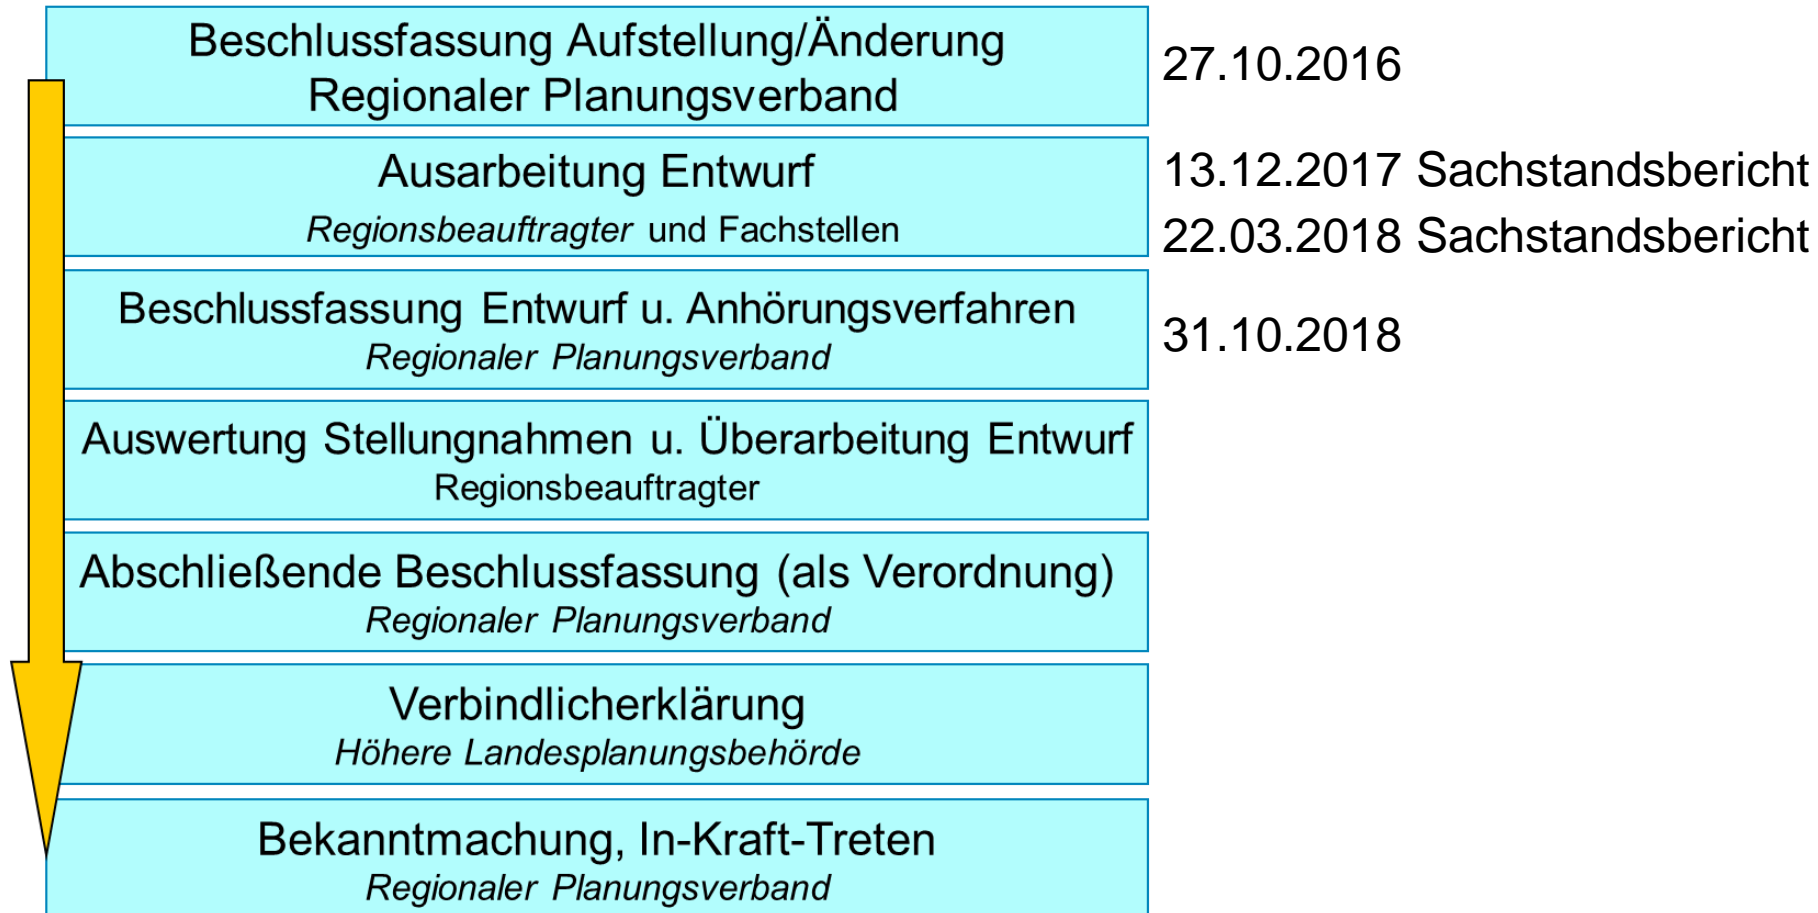 Beschlussfassung Aufstellung/Änderung
Regionaler Planungsverband
27.10.2016
Ausarbeitung Entwurf
Regionsbeauftragter und Fachstellen
13.12.2017 Sachstandsbericht
22.03.2018 Sachstandsbericht
Beschlussfassung Entwurf u. Anhörungsverfahren
Regionaler Planungsverband
31.10.2018
Auswertung Stellungnahmen u. Überarbeitung Entwurf
Regionsbeauftragter
Abschließende Beschlussfassung (als Verordnung)
Regionaler Planungsverband
Verbindlicherklärung
Höhere Landesplanungsbehörde
Bekanntmachung, In-Kraft-Treten
Regionaler Planungsverband